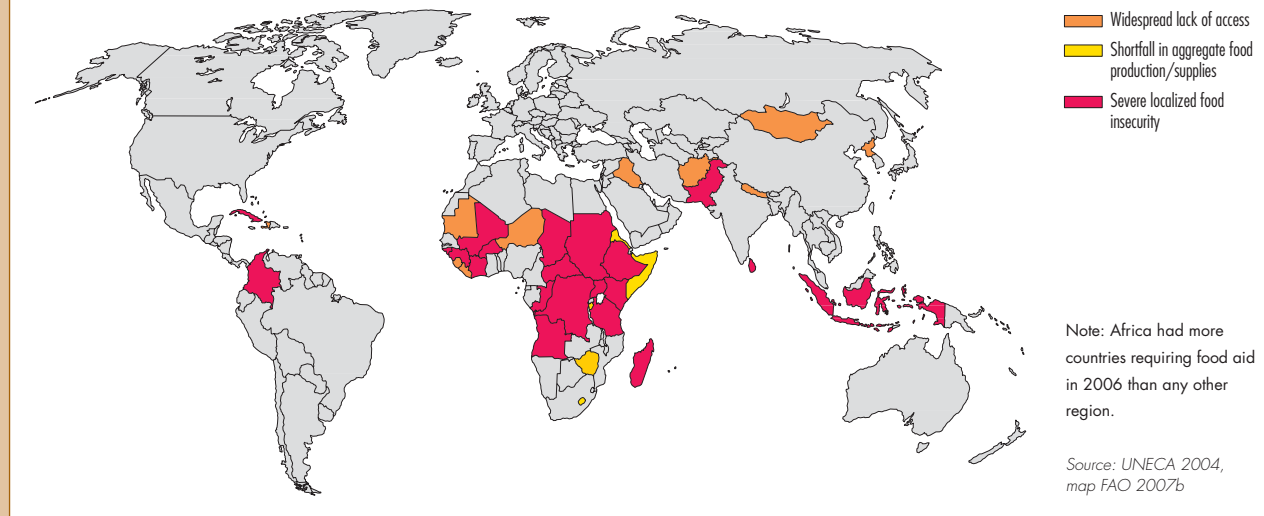 Widespread lack of access
Shortfall in aggregate food
production/supplies
Severe localized food
insecurity
Note: Africa had more
countries requiring food aid
in 2006 than any other
region.
Source: UNECA 2004,
map FAO 2007b